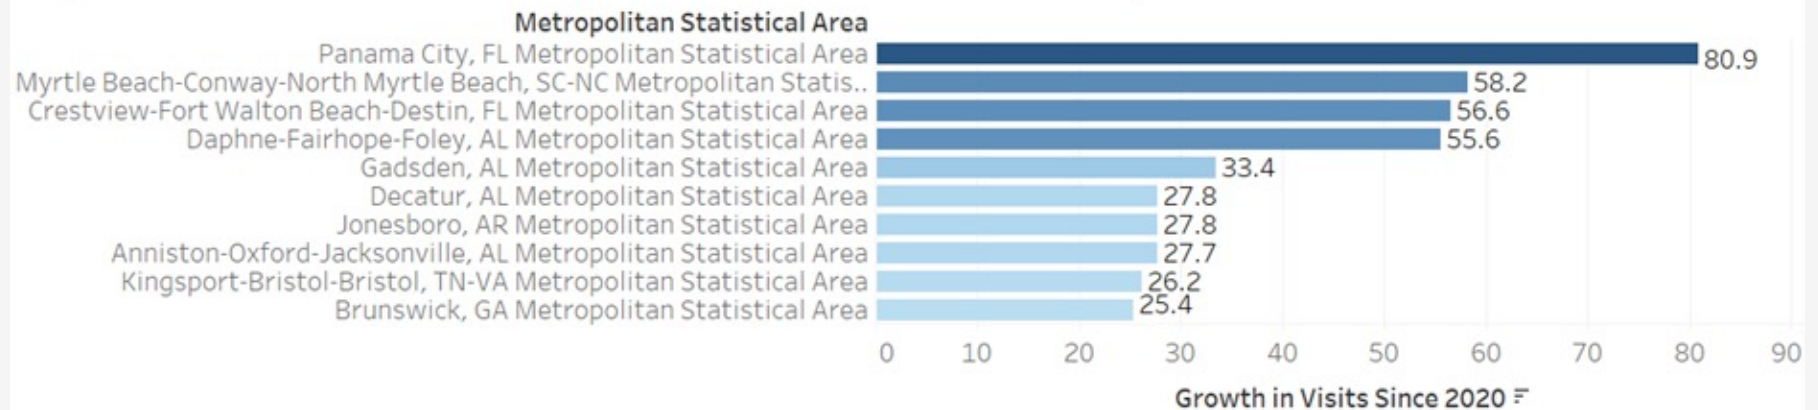 Metropolitan Statistical Area
Panama City, FL Metropolitan Statistical Area 80.9
Myrtle Beach-Conway-North Myrtle Beach, SC-NC Metropolitan Statis.. 58.2
Crestview-Fort Walton Beach-Destin, FL Metropolitan Statistical Area 56.6
Daphne-Fairhope-Foley, AL Metropolitan Statistical Area 55.6
Gadsden, AL Metropolitan Statistical Area 33.4
Decatur, AL Metropolitan Statistical Area 27.8
Jonesboro, AR Metropolitan Statistical Area 27.8
Anniston-Oxford-Jacksonville, AL Metropolitan Statistical Area 27.7
Kingsport-Bristol-Bristol, TN-VA Metropolitan Statistical Area 26.2
Brunswick, GA Metropolitan Statistical Area 25.4
0 10 20 30 40 50 60 70 80 90
Growth in Visits Since 2020